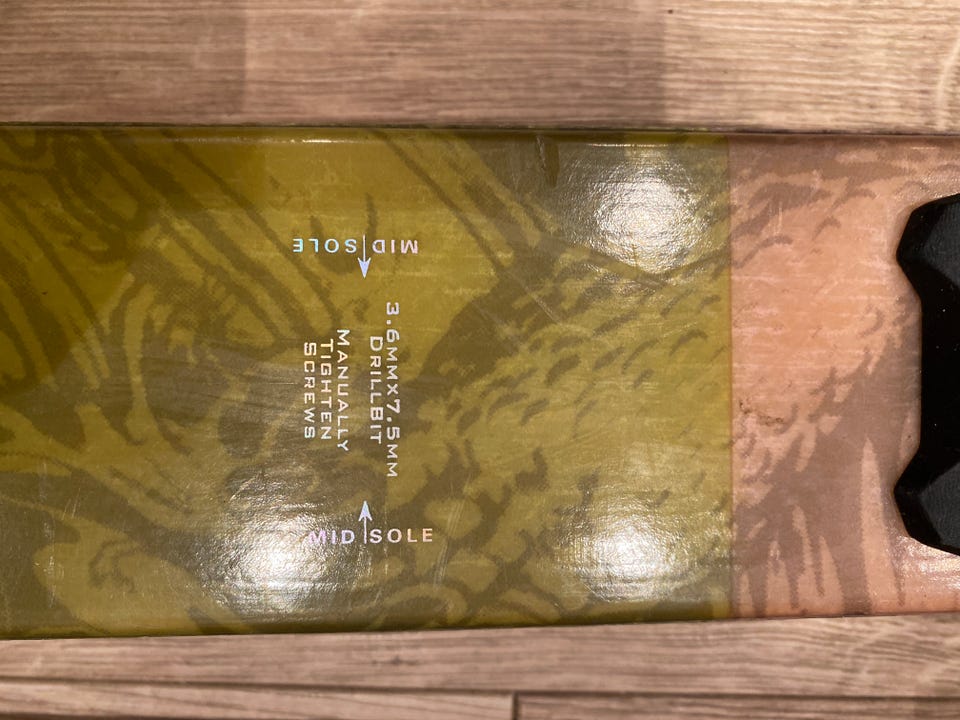 MID SOLE
3.6MMX7.5MM
DRILLBIT
MANUALLY
TIGHTEN
SCREWS
MID SOLE